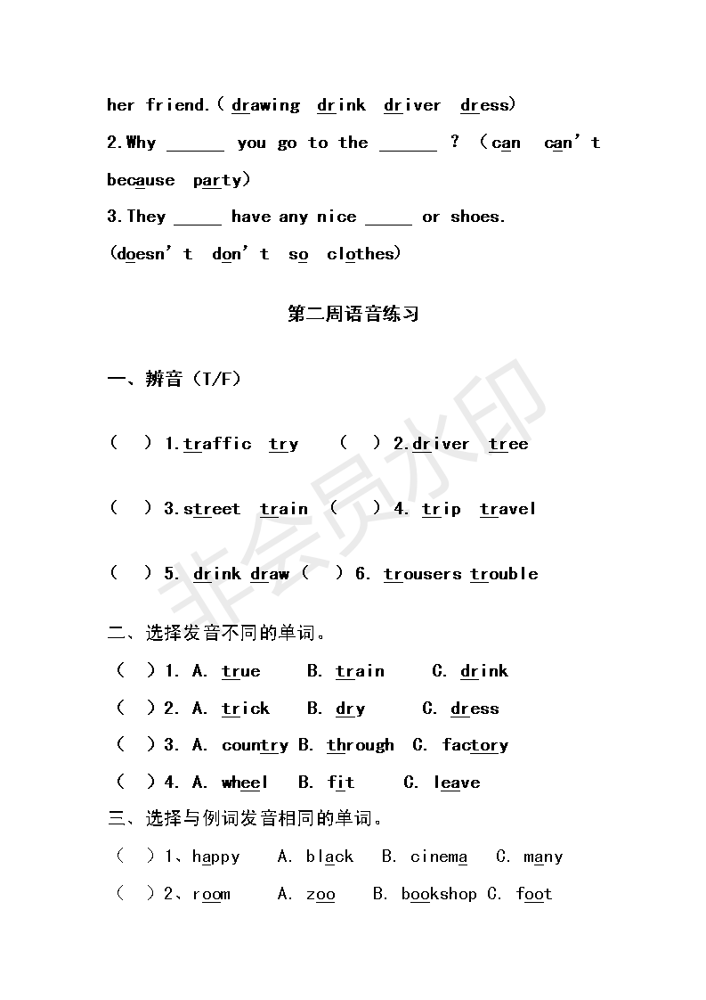 her friend.( drawing drink driver dress)
2.Why ______ you go to the ______ ? (can can't
because party)
3.They _____ have any nice _____ or shoes.
(doesn't don't so clothes)
第二周语音练习
一、辨音（T/F）
（ ）1.traffic try （ ）2.driver tree
（ ）3.street train （ ）4. trip travel
（ ）5. drink draw（ ）6. trousers trouble
二、选择发音不同的单词。
（ ）1. A. true B. train C. drink
（ ）2. A. trick B. dry C. dress
（ ）3. A. country B. through C. factory
（ ）4. A. wheel B. fit C. leave
三、选择与例词发音相同的单词。
（ ）1、happy A. black B. cinema C. many
（ ）2、room A. zoo B. bookshop C. foot
非会员水印